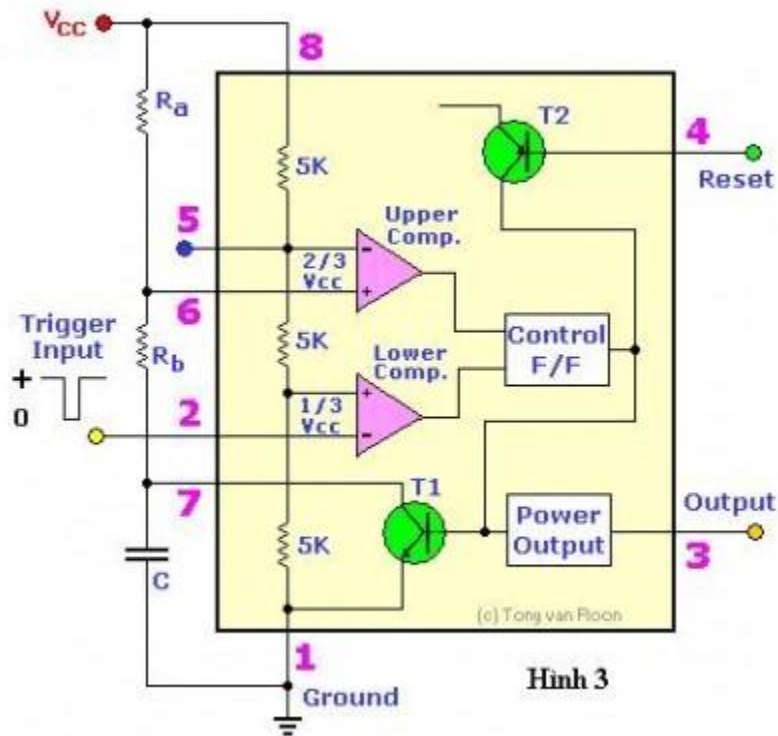 VCC
8
Ra
T2
4
5K
Reset
5
Upper
Comp.
-
2/3
Vcc
+
6
Trigger
Input
Rb
5K
Lower
Comp.
Control
F/F
+
0
+
1/3
Vcc
-
2
7
T1
Output
5K
Power
Output
3
C
(c) Tony van Roon
1
Ground
Hình 3